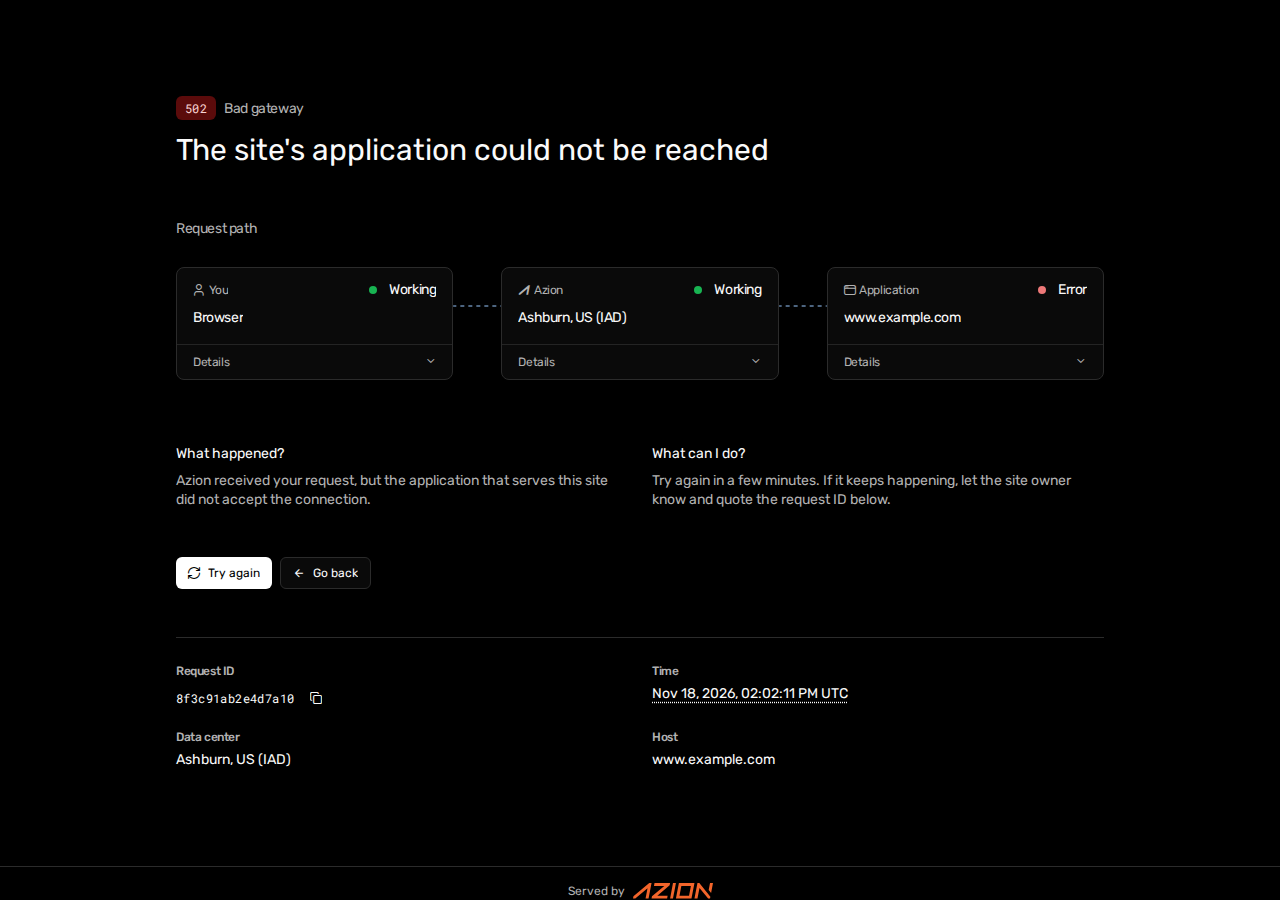 502 Bad gateway
The site's application could not be reached
Request path
You Working
Browser
Details
Azion Working
Ashburn, US (IAD)
Details
Application Error
www.example.com
Details
What happened?
Azion received your request, but the application that serves this site
did not accept the connection.
What can I do?
Try again in a few minutes. If it keeps happening, let the site owner
know and quote the request ID below.
Try again
Go back
Request ID
8f3c91ab2e4d7a10
Time
Nov 18, 2026, 02:02:11 PM UTC
Data center
Ashburn, US (IAD)
Host
www.example.com
Served by AZION